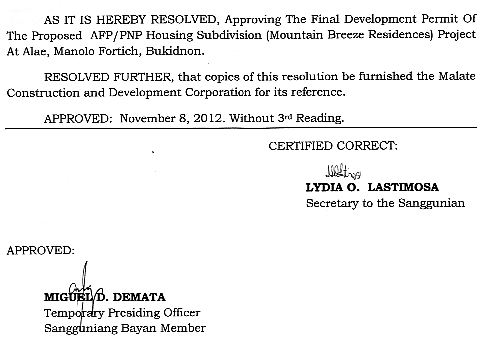 AS IT IS HEREBY RESOLVED, Approving The Final Development Permit Of
The Proposed AFP/PNP Housing Subdivision (Mountain Breeze Residences) Project
At Alae, Manolo Fortich, Bukidnon.
RESOLVED FURTHER, that copies of this resolution be furnished the Malate
Construction and Development Corporation for its reference.
APPROVED: November 8, 2012. Without 3rd Reading.
CERTIFIED CORRECT:
LYDIA O. LASTIMOSA
Secretary to the Sanggunian
APPROVED:
MIGUEL D. DEMATA
Temporary Presiding Officer
Sangguniang Bayan Member